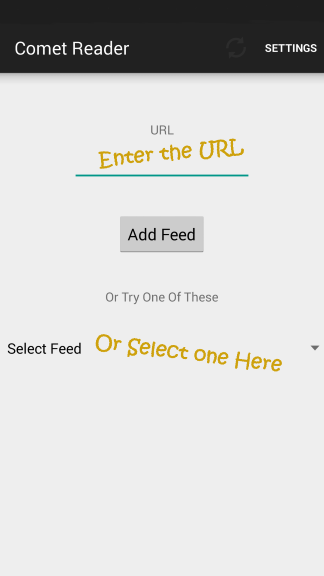 Comet Reader SETTINGS
URL
Enter the URL
Add Feed
Or Try One Of These
Select Feed Or Select one Here